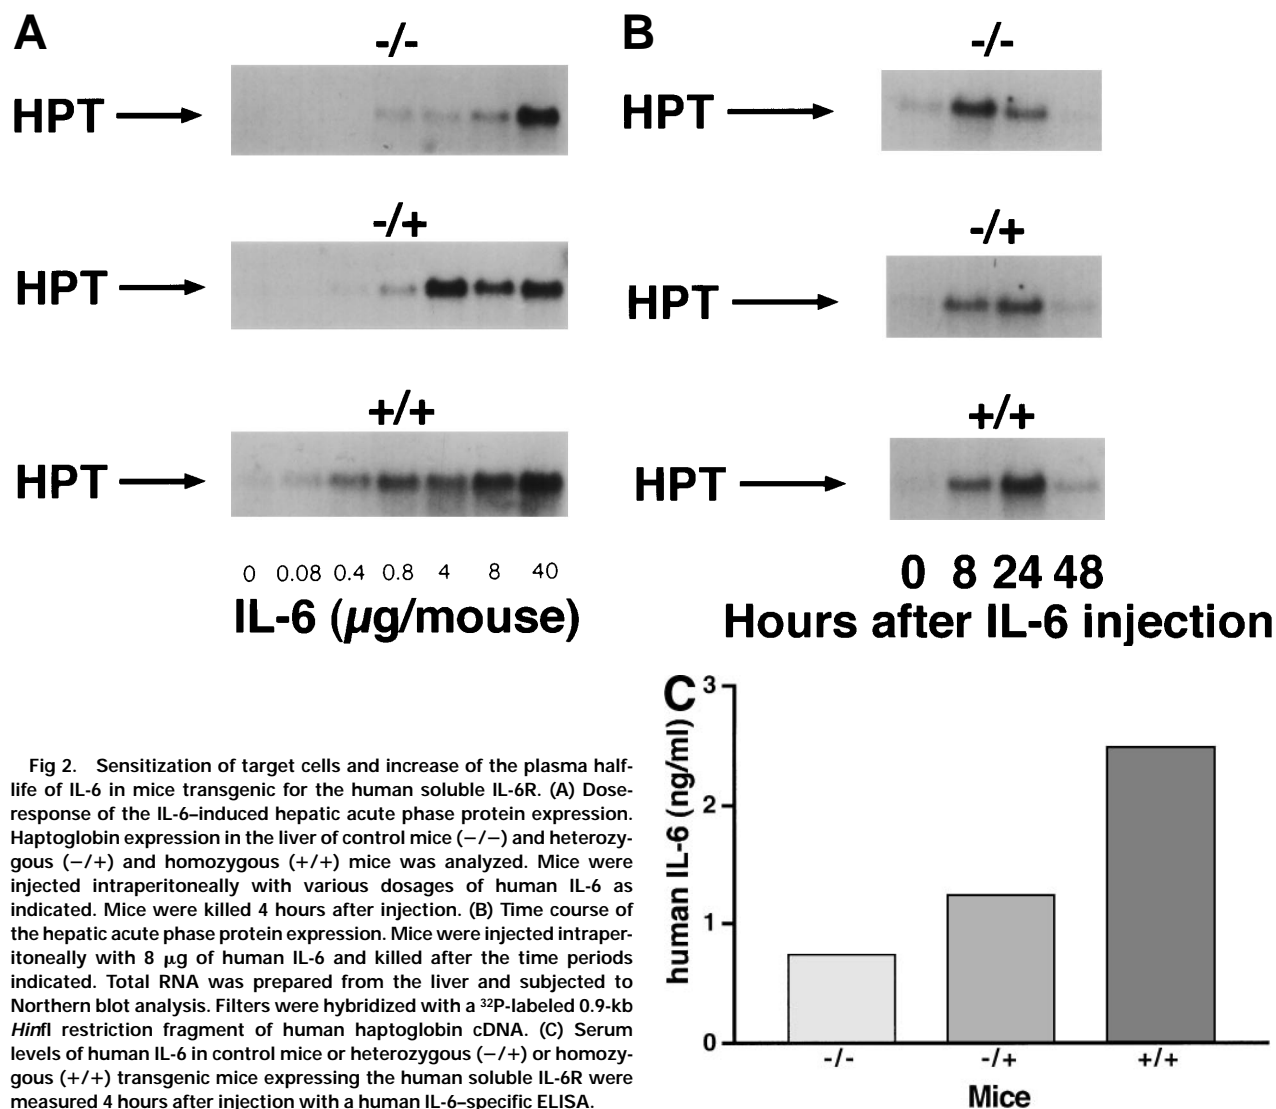 A
-/-
HPT
-/+
HPT
+/+
HPT
0 0.08 0.4 0.8 4 8 40
IL-6 (µg/mouse)
B
-/-
HPT
-/+
HPT
+/+
HPT
0 8 24 48
Hours after IL-6 injection
C
3
2
1
0
human IL-6 (ng/ml)
-/- -/+ +/+
Mice
Fig 2. Sensitization of target cells and increase of the plasma half-
life of IL-6 in mice transgenic for the human soluble IL-6R. (A) Dose-
response of the IL-6–induced hepatic acute phase protein expression.
Haptoglobin expression in the liver of control mice (−/−) and heterozy-
gous (−/+) and homozygous (+/+) mice was analyzed. Mice were
injected intraperitoneally with various dosages of human IL-6 as
indicated. Mice were killed 4 hours after injection. (B) Time course of
the hepatic acute phase protein expression. Mice were injected intraper-
itoneally with 8 µg of human IL-6 and killed after the time periods
indicated. Total RNA was prepared from the liver and subjected to
Northern blot analysis. Filters were hybridized with a ³²P-labeled 0.9-kb
HinfI restriction fragment of human haptoglobin cDNA. (C) Serum
levels of human IL-6 in control mice or heterozygous (−/+) or homozy-
gous (+/+) transgenic mice expressing the human soluble IL-6R were
measured 4 hours after injection with a human IL-6–specific ELISA.